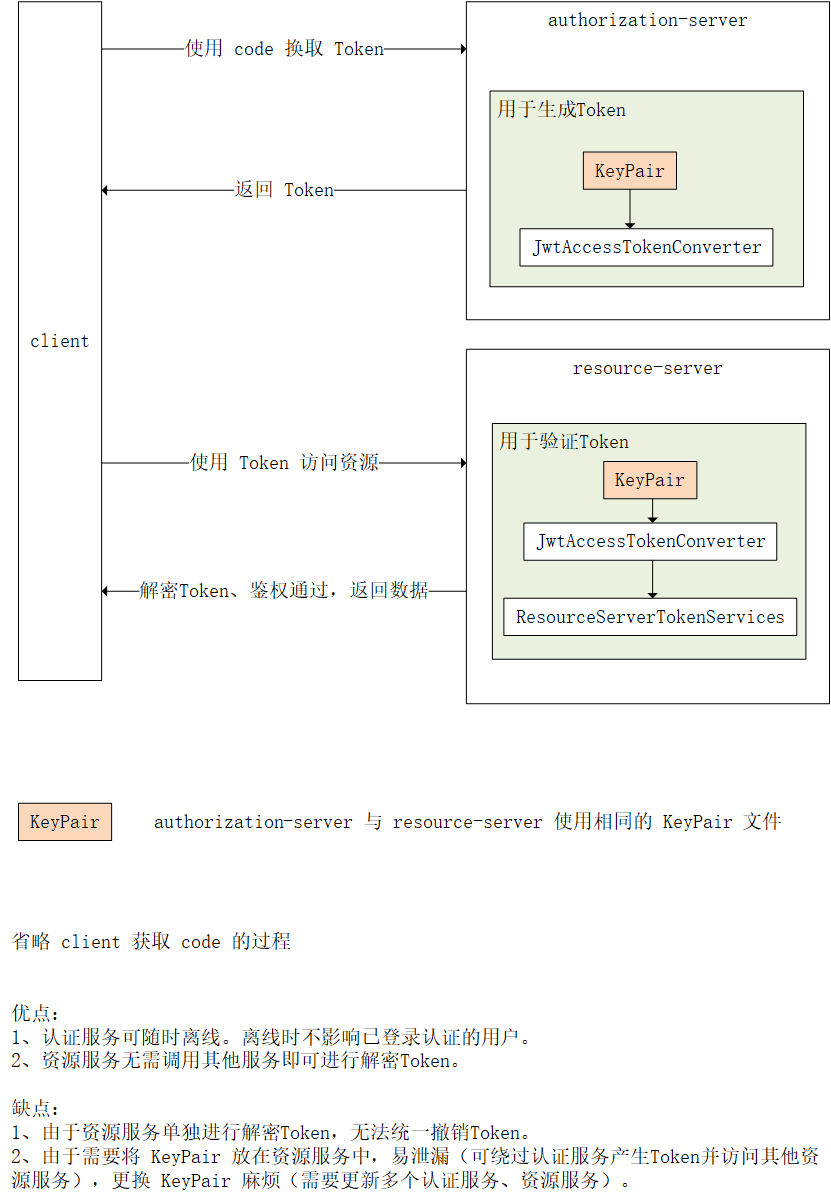 authorization-server
使用 code 换取 Token
用于生成Token
KeyPair
返回 Token
JwtAccessTokenConverter
client
resource-server
用于验证Token
使用 Token 访问资源
KeyPair
JwtAccessTokenConverter
解密Token、鉴权通过，返回数据
ResourceServerTokenServices
KeyPair
authorization-server 与 resource-server 使用相同的 KeyPair 文件
省略 client 获取 code 的过程
优点：
1、认证服务可随时离线。离线时不影响已登录认证的用户。
2、资源服务无需调用其他服务即可进行解密Token。
缺点：
1、由于资源服务单独进行解密Token，无法统一撤销Token。
2、由于需要将 KeyPair 放在资源服务中，易泄漏（可绕过认证服务产生Token并访问其他资
源服务），更换 KeyPair 麻烦（需要更新多个认证服务、资源服务）。